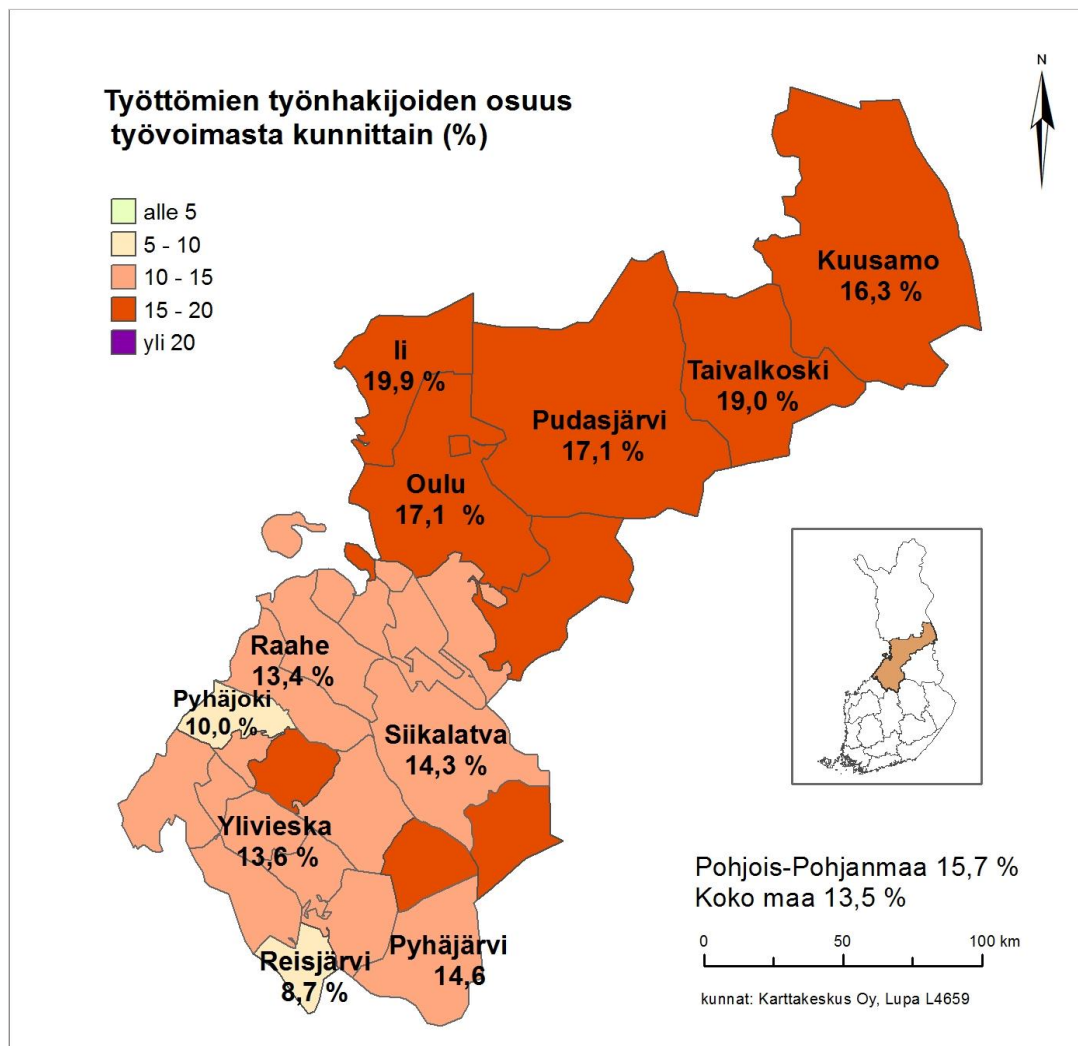 Työttömien työnhakijoiden osuus
työvoimasta kunnittain (%)
N
alle 5
5 - 10
10 - 15
15 - 20
yli 20
Kuusamo
16,3 %
Ii
19,9 %
Taivalkoski
19,0 %
Pudasjärvi
17,1 %
Oulu
17,1 %
Raahe
13,4 %
Pyhäjoki
10,0 %
Siikalatva
14,3 %
Ylivieska
13,6 %
Pyhäjärvi
14,6
Reisjärvi
8,7 %
Pohjois-Pohjanmaa 15,7 %
Koko maa 13,5 %
0 50 100 km
kunnat: Karttakeskus Oy, Lupa L4659